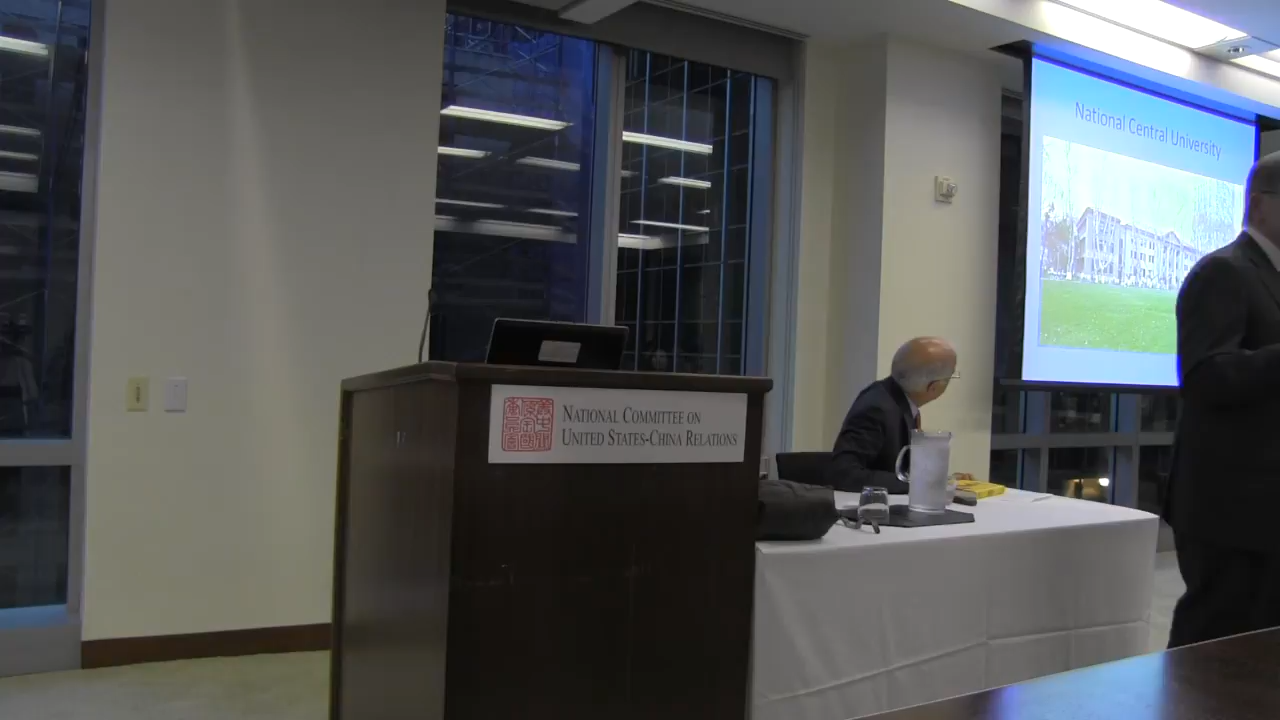 National Central University
NATIONAL COMMITTEE ON
UNITED STATES-CHINA RELATIONS